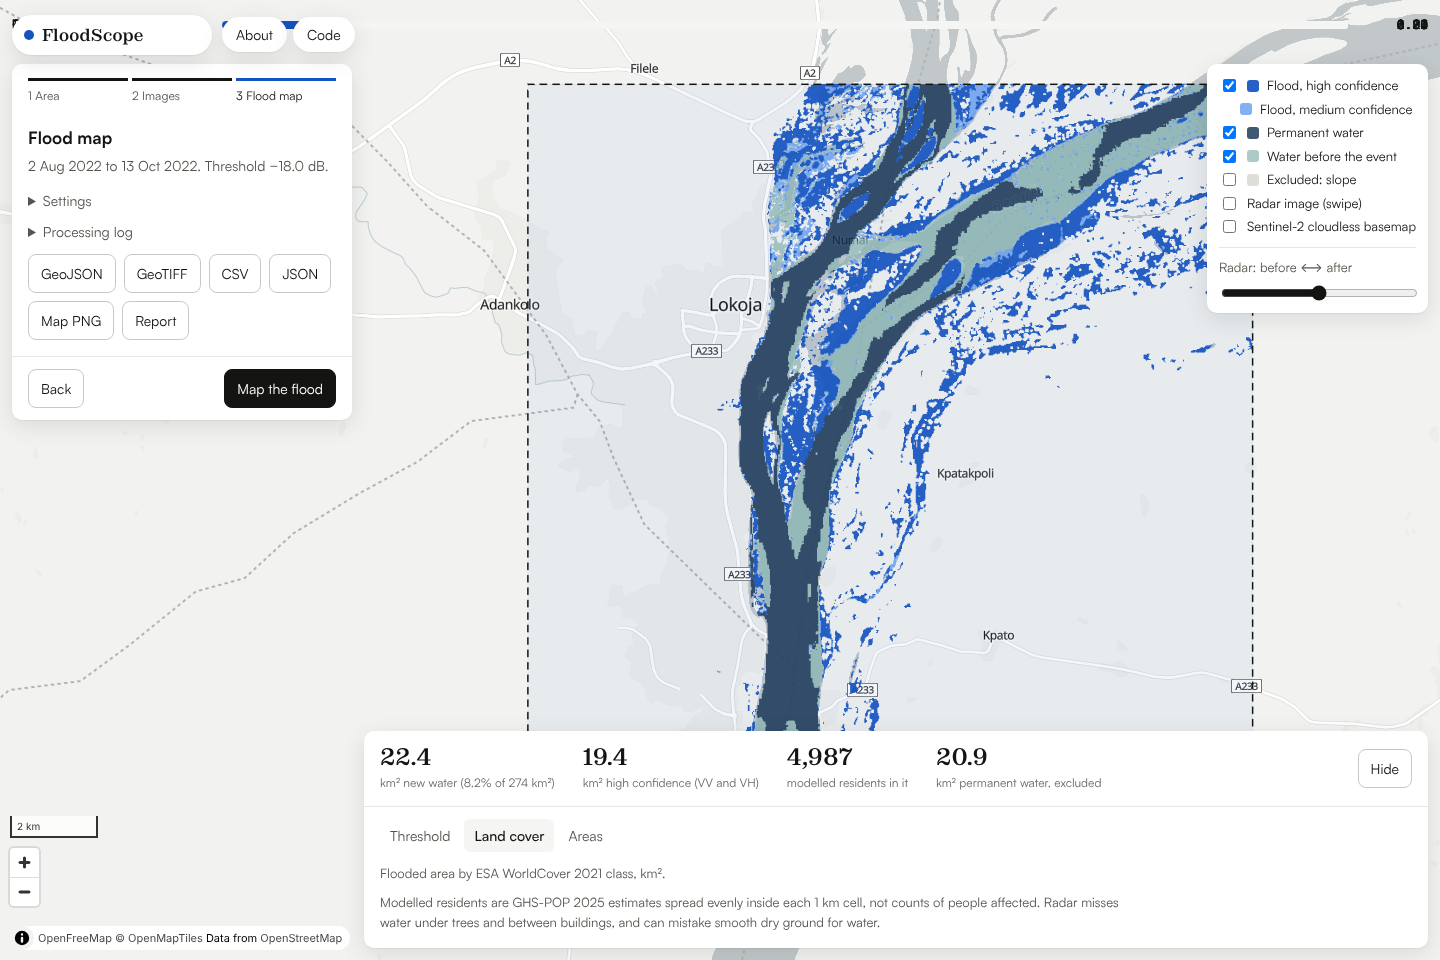 FloodScope
About
Code
1 Area
2 Images
3 Flood map
Flood map
2 Aug 2022 to 13 Oct 2022. Threshold −18.0 dB.
Settings
Processing log
GeoJSON
GeoTIFF
CSV
JSON
Map PNG
Report
Back
Map the flood
A2
Filele
A2
A23
Numai
Adankolo
Lokoja
A233
Kpatakpoli
A233
Kpato
A233
233
Flood, high confidence
Flood, medium confidence
Permanent water
Water before the event
Excluded: slope
Radar image (swipe)
Sentinel-2 cloudless basemap
Radar: before ⟷ after
22.4
km² new water (8.2% of 274 km²)
19.4
km² high confidence (VV and VH)
4,987
modelled residents in it
20.9
km² permanent water, excluded
Hide
Threshold
Land cover
Areas
Flooded area by ESA WorldCover 2021 class, km².
Modelled residents are GHS-POP 2025 estimates spread evenly inside each 1 km cell, not counts of people affected. Radar misses
water under trees and between buildings, and can mistake smooth dry ground for water.
2 km
+
−
OpenFreeMap © OpenMapTiles Data from OpenStreetMap